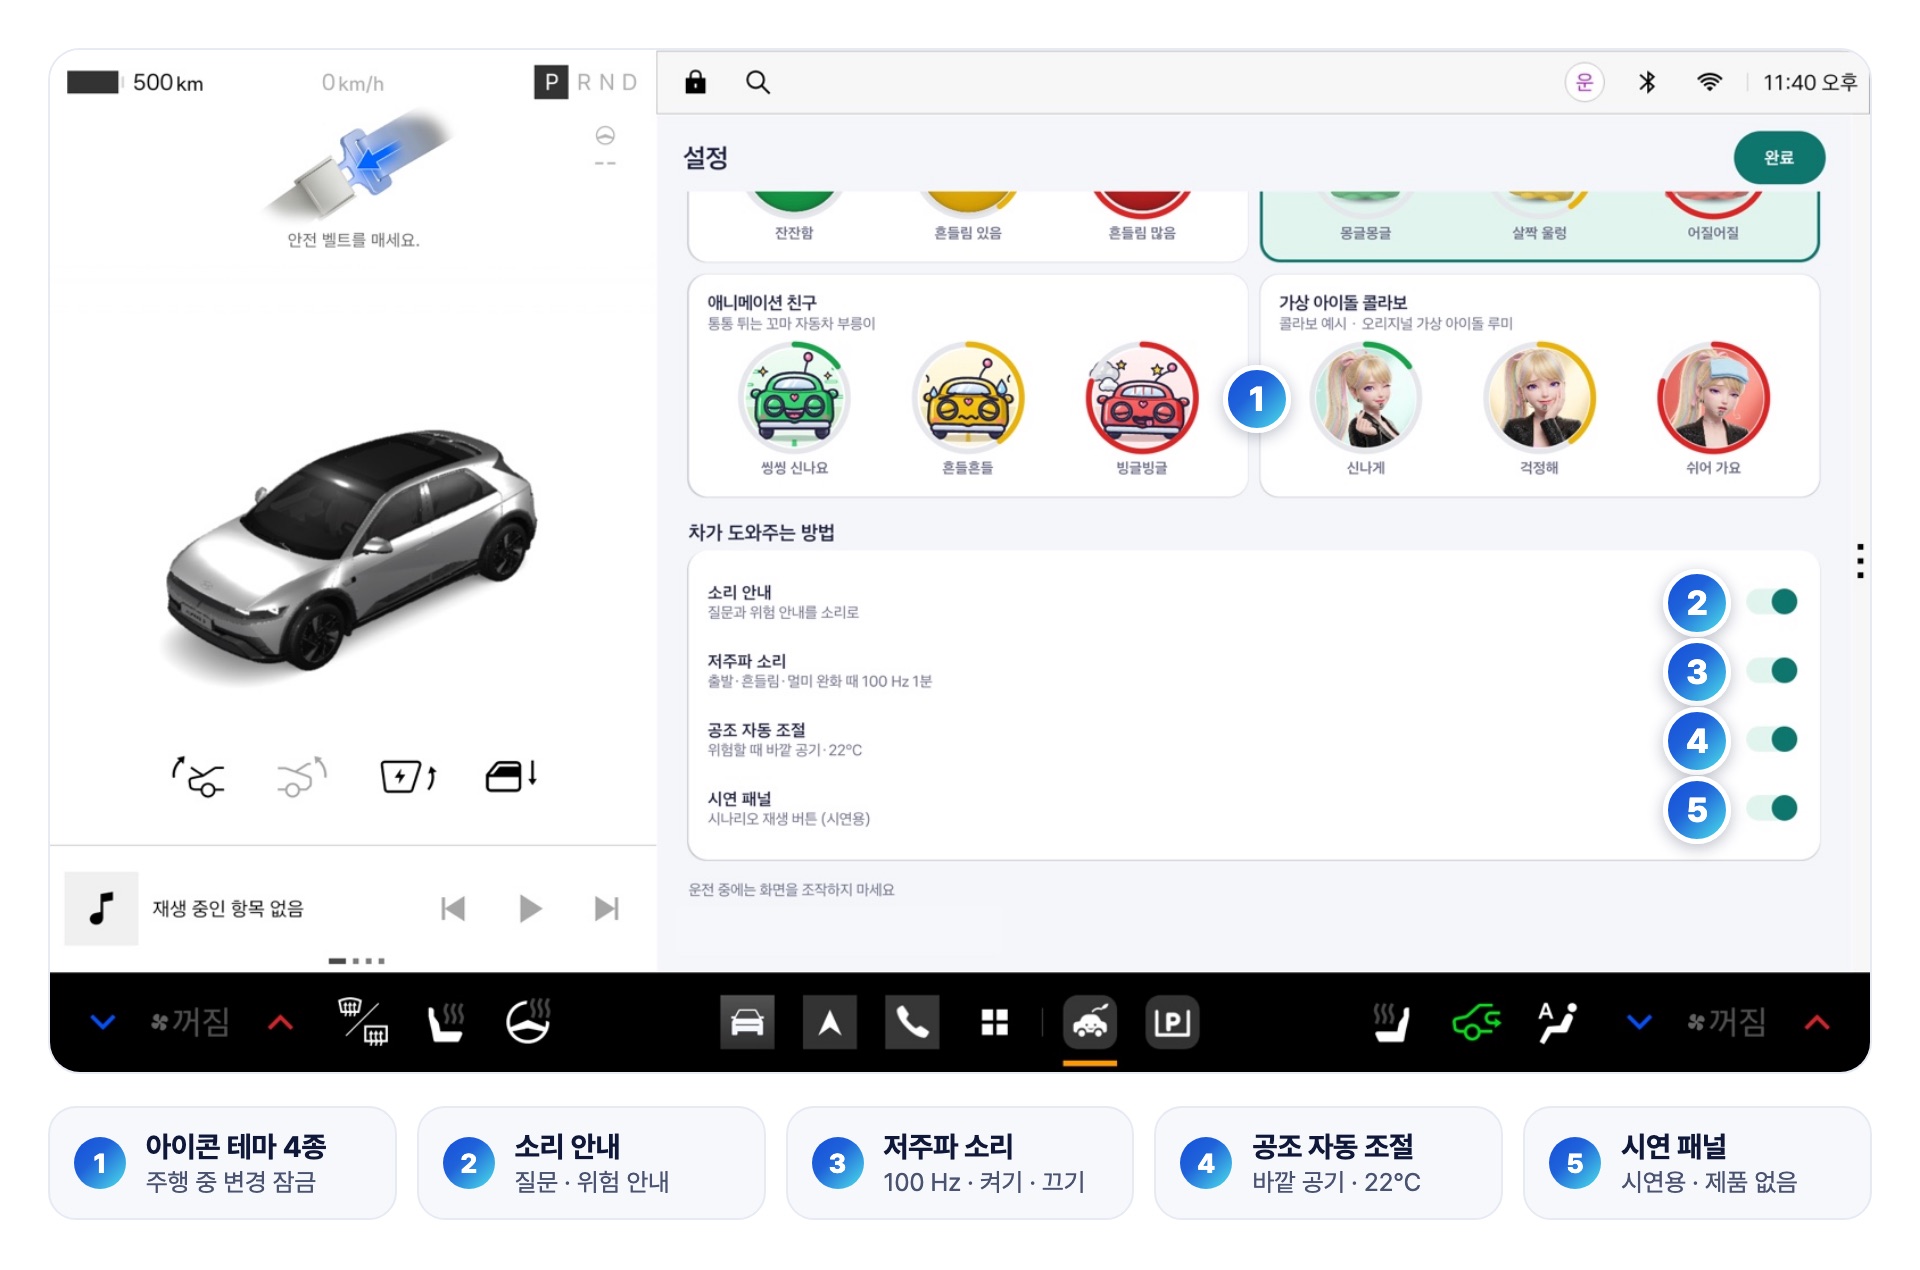 500 km
0 km/h
P R N D
안전 벨트를 매세요.
재생 중인 항목 없음
운
11:40 오후
설정
완료
잔잔함
흔들림 있음
흔들림 많음
몽글몽글
살짝 울렁
어질어질
애니메이션 친구
통통 튀는 꼬마 자동차 부릉이
씽씽 신나요
흔들흔들
빙글빙글
1
가상 아이돌 콜라보
콜라보 예시 · 오리지널 가상 아이돌 루미
신나게
걱정해
쉬어 가요
차가 도와주는 방법
소리 안내
질문과 위험 안내를 소리로
2
저주파 소리
출발·흔들림·멀미 완화 때 100 Hz 1분
3
공조 자동 조절
위험할 때 바깥 공기·22°C
4
시연 패널
시나리오 재생 버튼 (시연용)
5
운전 중에는 화면을 조작하지 마세요
꺼짐
P
A
꺼짐
1
아이콘 테마 4종
주행 중 변경 잠금
2
소리 안내
질문 · 위험 안내
3
저주파 소리
100 Hz · 켜기 · 끄기
4
공조 자동 조절
바깥 공기 · 22°C
5
시연 패널
시연용 · 제품 없음